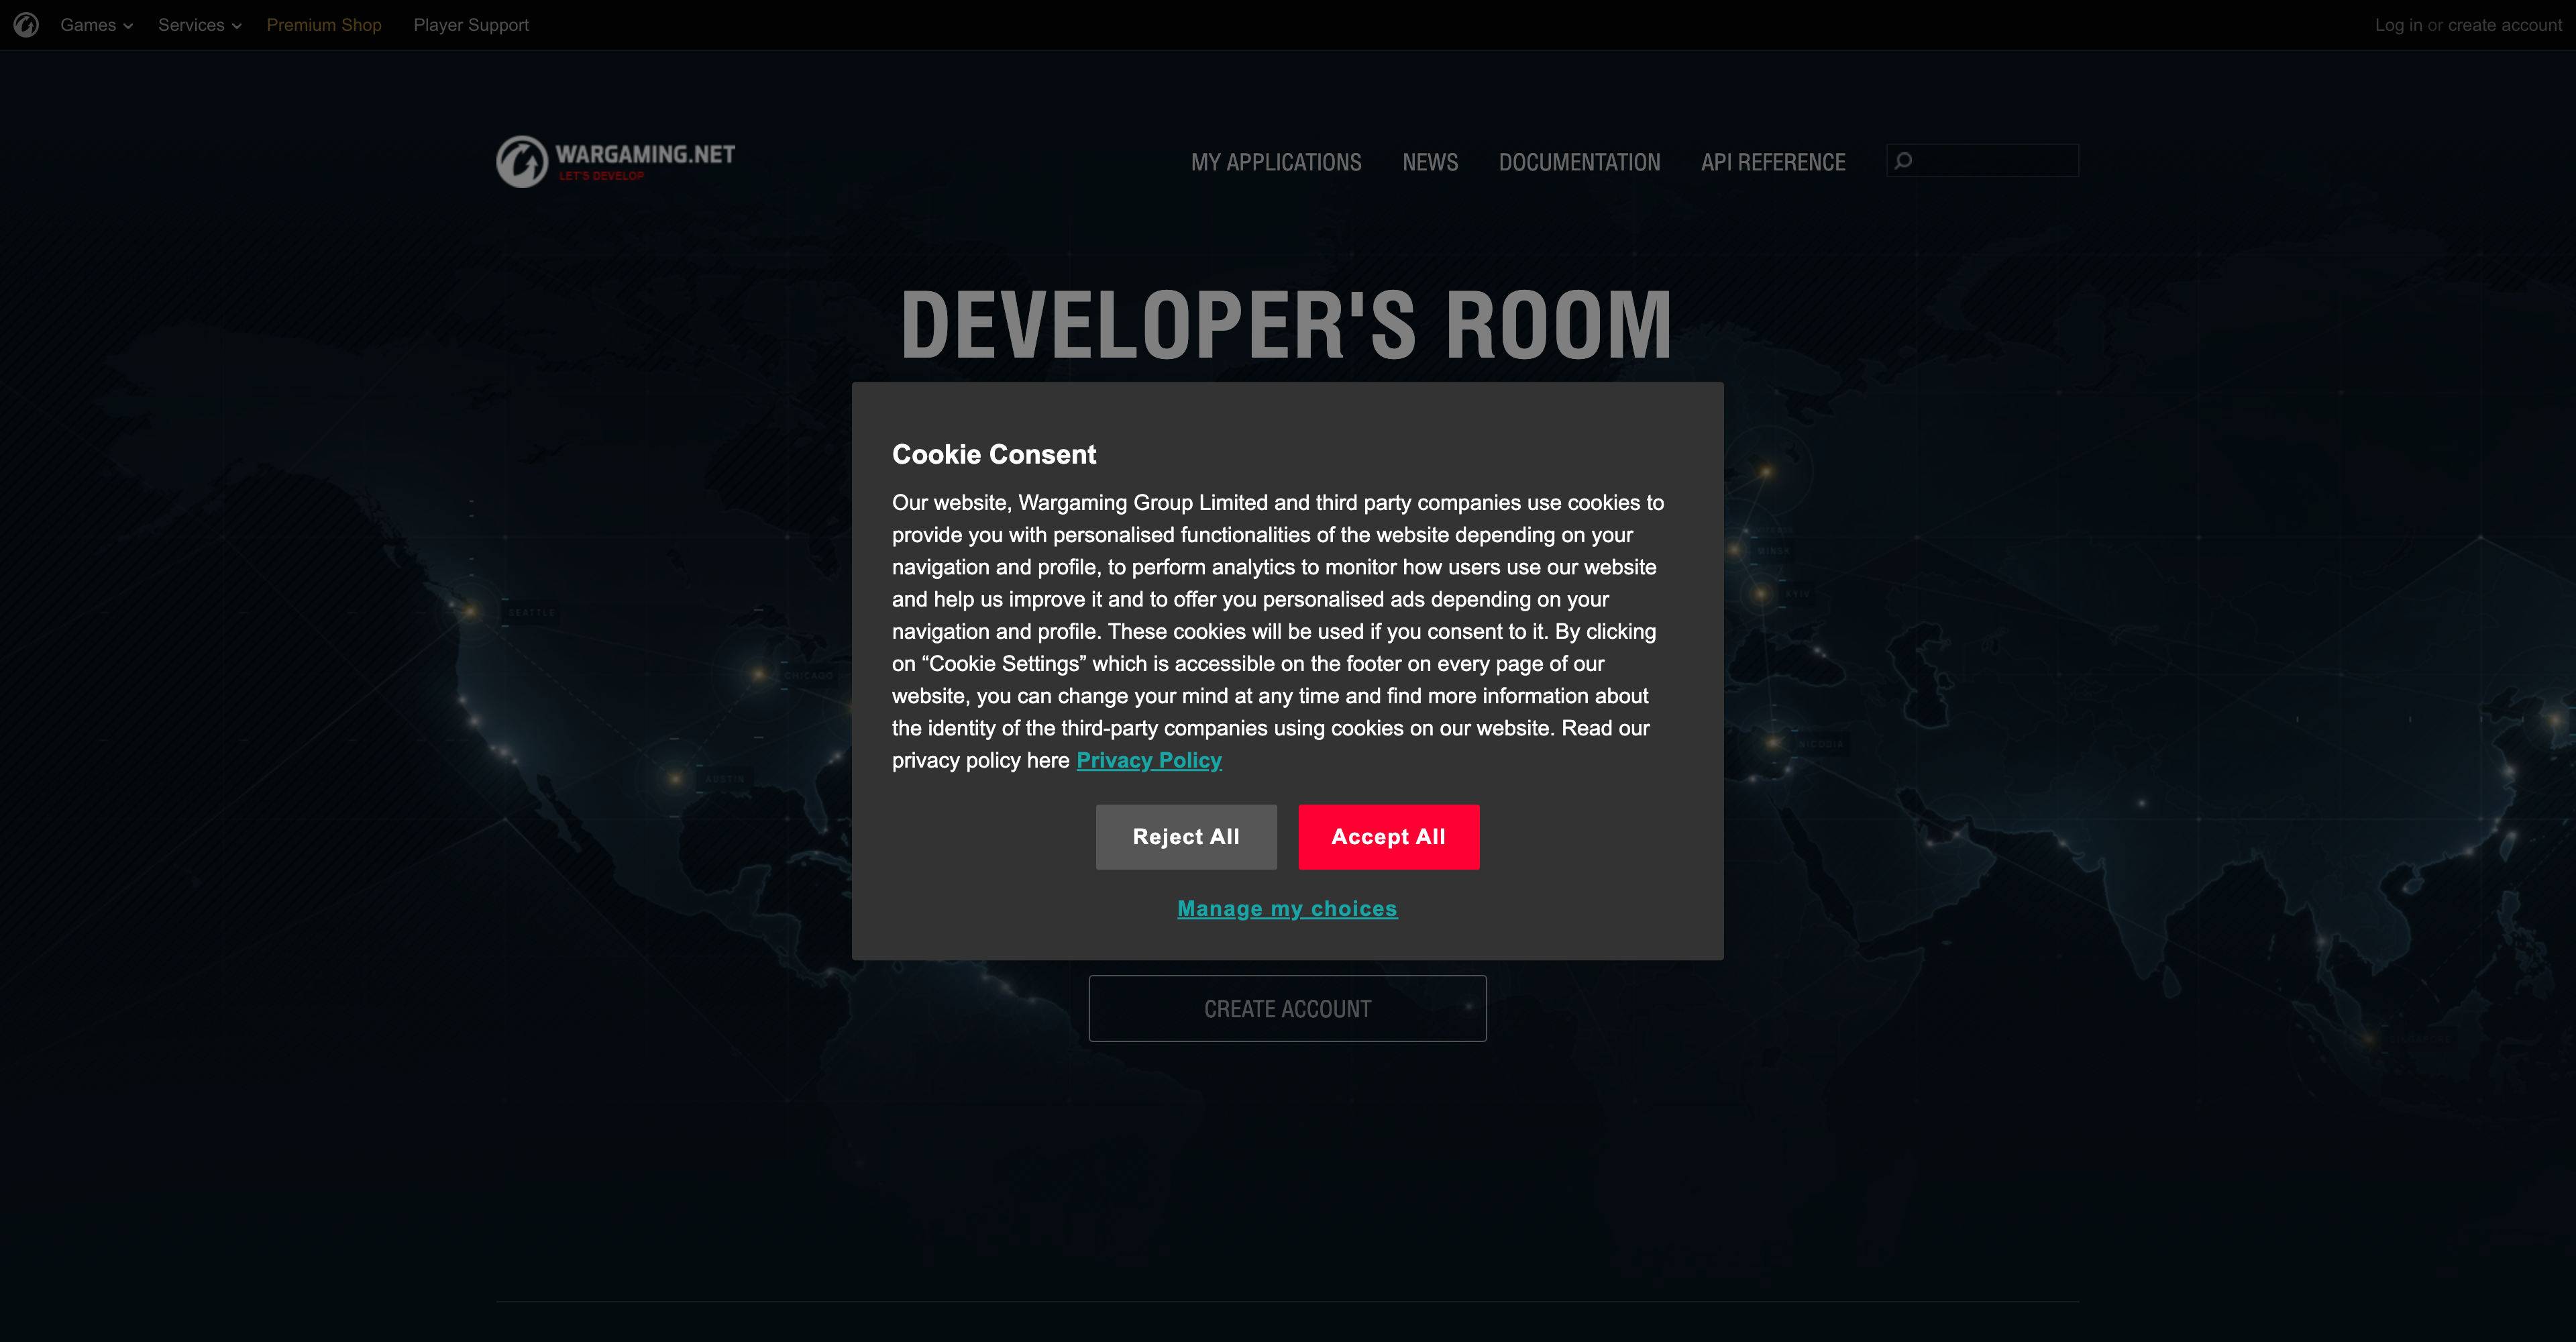 Games Services Premium Shop Player Support Log in or create account
WARGAMING.NET
LET'S DEVELOP
MY APPLICATIONS NEWS DOCUMENTATION API REFERENCE
DEVELOPER'S ROOM
Cookie Consent
Our website, Wargaming Group Limited and third party companies use cookies to
provide you with personalised functionalities of the website depending on your
navigation and profile, to perform analytics to monitor how users use our website
and help us improve it and to offer you personalised ads depending on your
navigation and profile. These cookies will be used if you consent to it. By clicking
on “Cookie Settings” which is accessible on the footer on every page of our
website, you can change your mind at any time and find more information about
the identity of the third-party companies using cookies on our website. Read our
privacy policy here Privacy Policy
Reject All Accept All
Manage my choices
CREATE ACCOUNT
SEATTLE
CHICAGO
AUSTIN
MINSK
KYIV
NICOSIA